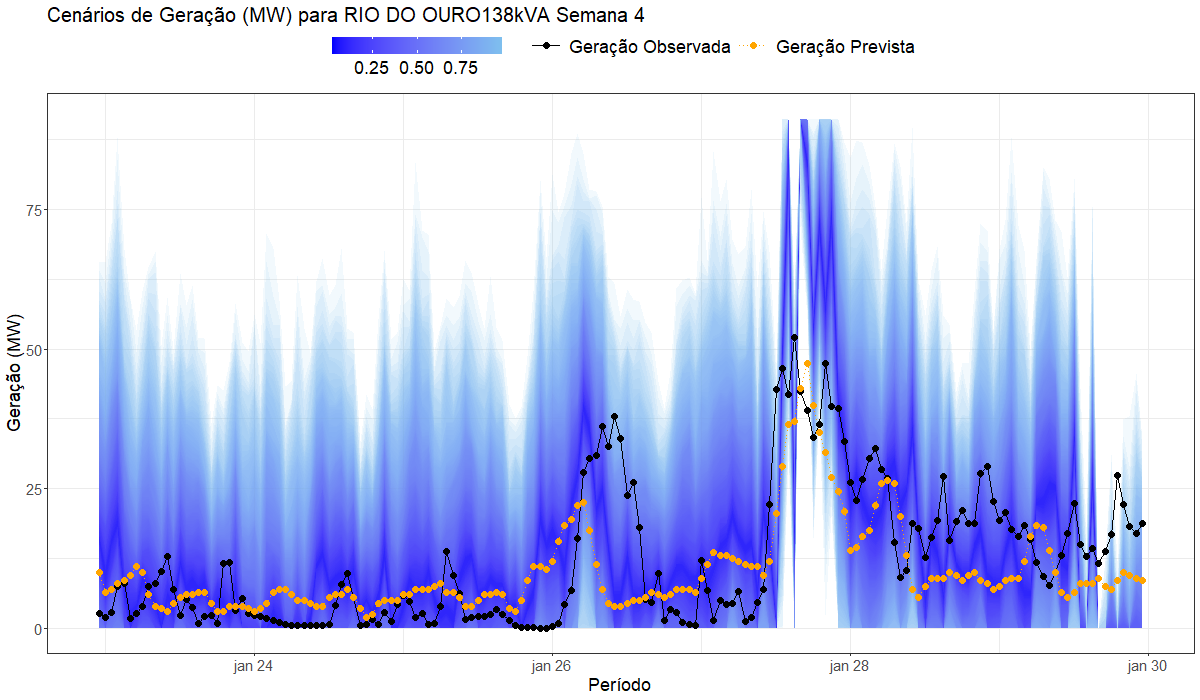 Cenários de Geração (MW) para RIO DO OURO138kVA Semana 4
0.25 0.50 0.75
Geração Observada
Geração Prevista
Geração (MW)
75
50
25
0
jan 24
jan 26
jan 28
jan 30
Período